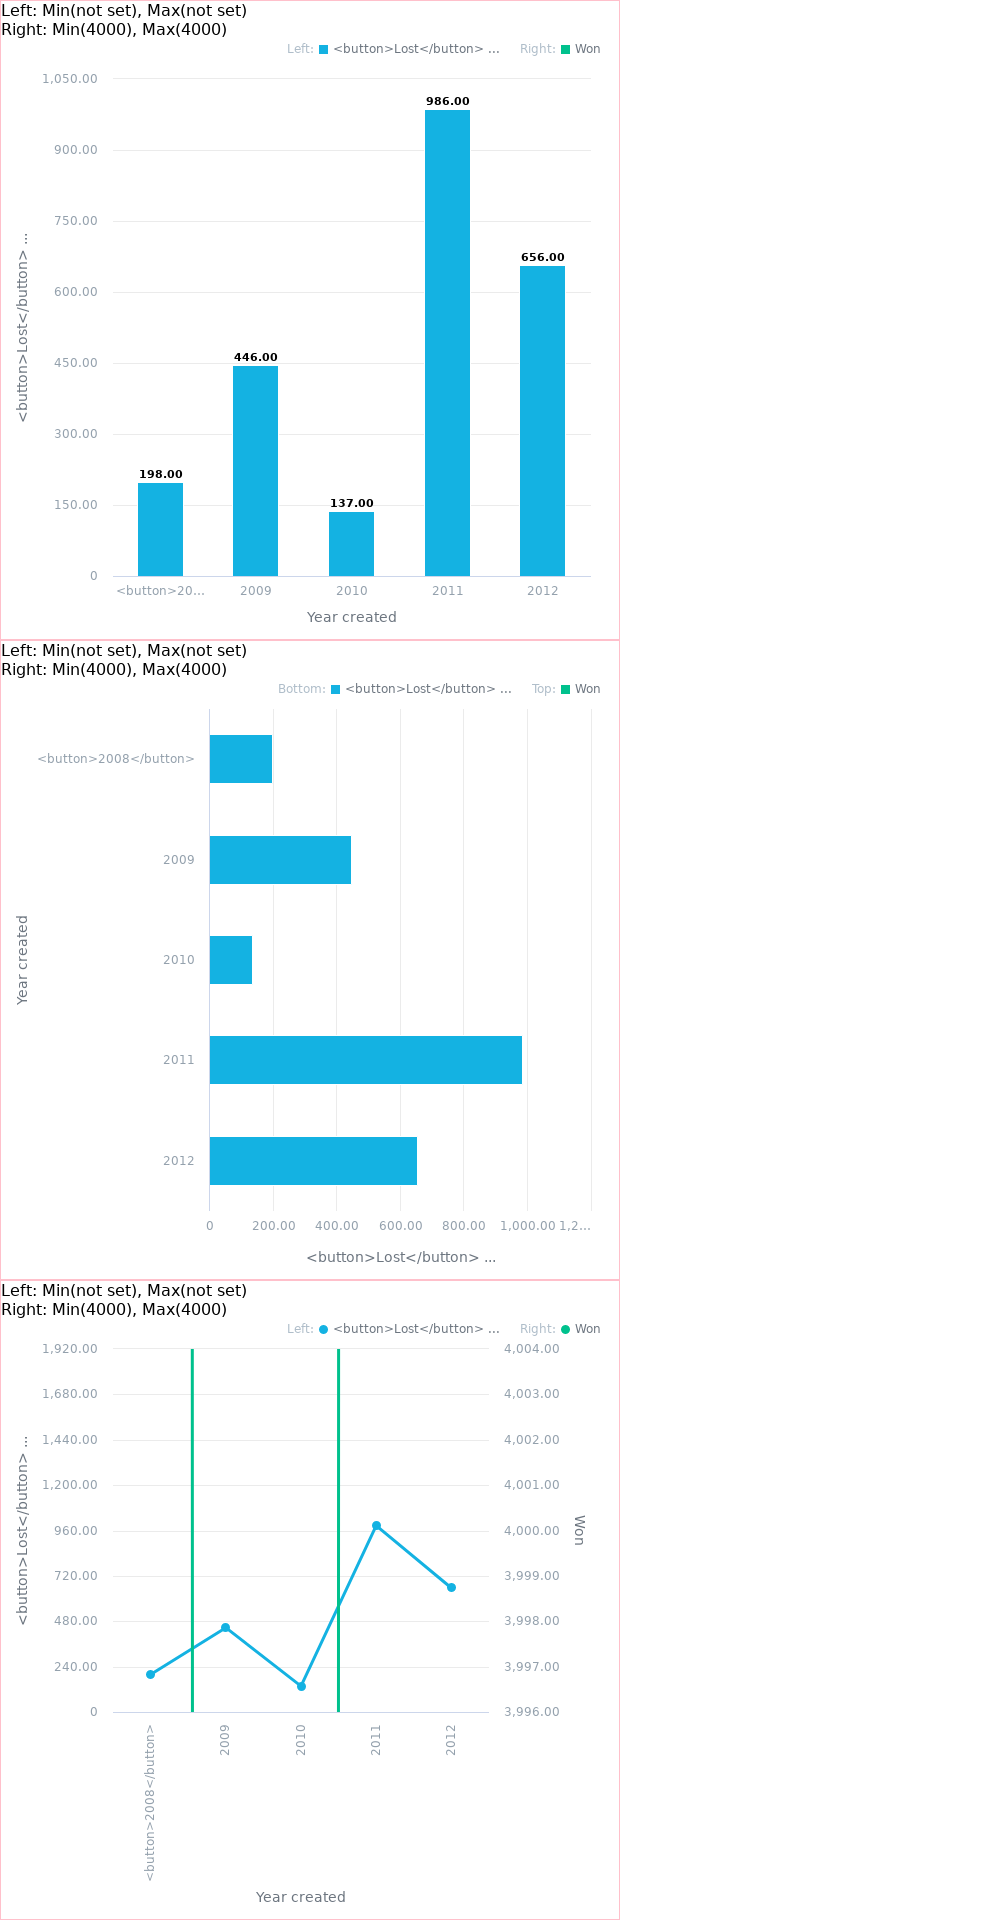 Left: Min(not set), Max(not set)
Right: Min(4000), Max(4000)
Left: <button>Lost</button> ... Right: Won
1,050.00
900.00
750.00
600.00
450.00
300.00
150.00
0
<button>Lost</button> ...
198.00
446.00
137.00
986.00
656.00
<button>20... 2009 2010 2011 2012
Year created
Left: Min(not set), Max(not set)
Right: Min(4000), Max(4000)
Bottom: <button>Lost</button> ... Top: Won
<button>2008</button>
2009
2010
2011
2012
Year created
0 200.00 400.00 600.00 800.00 1,000.00 1,2...
<button>Lost</button> ...
Left: Min(not set), Max(not set)
Right: Min(4000), Max(4000)
Left: <button>Lost</button> ... Right: Won
1,920.00
1,680.00
1,440.00
1,200.00
960.00
720.00
480.00
240.00
0
<button>Lost</button> ...
4,004.00
4,003.00
4,002.00
4,001.00
4,000.00
3,999.00
3,998.00
3,997.00
3,996.00
Won
<button>2008</button>
2009
2010
2011
2012
Year created